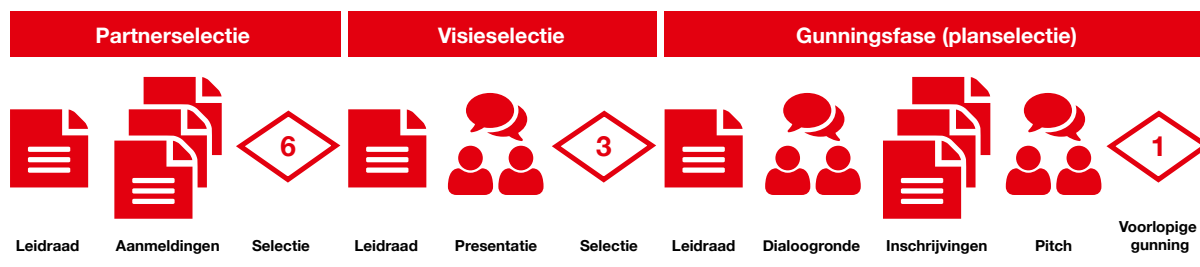 Partnerselectie
Visieselectie
Gunningsfase (planselectie)
6
3
1
Leidraad
Aanmeldingen
Selectie
Leidraad
Presentatie
Selectie
Leidraad
Dialoogronde
Inschrijvingen
Pitch
Voorlopige
gunning